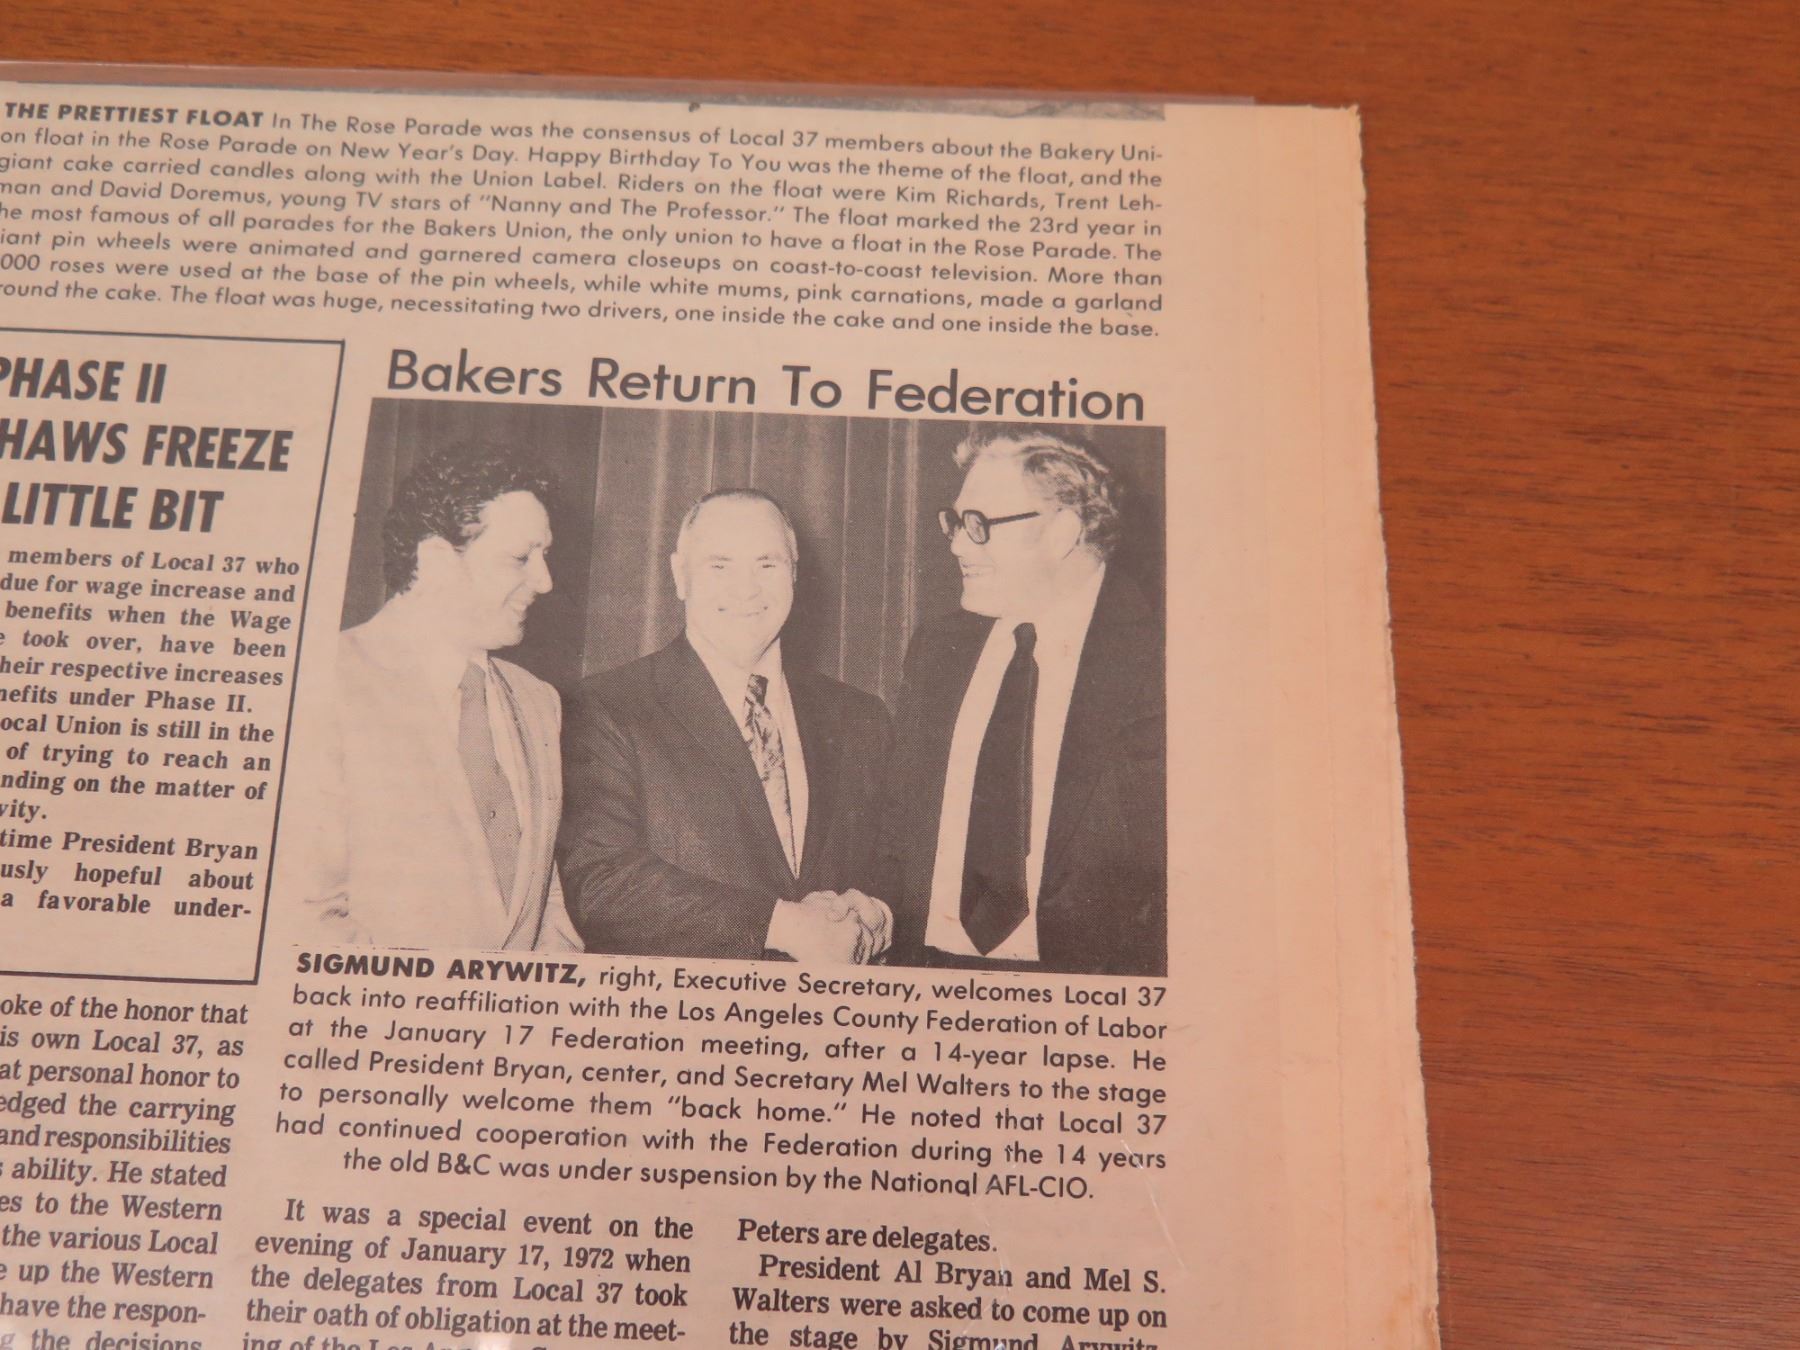 THE PRETTIEST FLOAT In The Rose Parade was the consensus of Local 37 members about the Bakery Uni-
on float in the Rose Parade on New Year's Day. Happy Birthday To You was the theme of the float, and the
giant cake carried candles along with the Union Label. Riders on the float were Kim Richards, Trent Leh-
man and David Doremus, young TV stars of "Nanny and The Professor." The float marked the 23rd year in
he most famous of all parades for the Bakers Union, the only union to have a float in the Rose Parade. The
iant pin wheels were animated and garnered camera closeups on coast-to-coast television. More than
000 roses were used at the base of the pin wheels, while white mums, pink carnations, made a garland
round the cake. The float was huge, necessitating two drivers, one inside the cake and one inside the base.
PHASE II
HAWS FREEZE
LITTLE BIT
members of Local 37 who
due for wage increase and
benefits when the Wage
e took over, have been
heir respective increases
nefits under Phase II.
ocal Union is still in the
of trying to reach an
nding on the matter of
vity.
time President Bryan
usly hopeful about
a favorable under-
oke of the honor that
is own Local 37, as
at personal honor to
edged the carrying
and responsibilities
s ability. He stated
es to the Western
the various Local
e up the Western
have the respon-
g the decisions
Bakers Return To Federation
SIGMUND ARYWITZ, right, Executive Secretary, welcomes Local 37
back into reaffiliation with the Los Angeles County Federation of Labor
at the January 17 Federation meeting, after a 14-year lapse. He
called President Bryan, center, and Secretary Mel Walters to the stage
to personally welcome them "back home." He noted that Local 37
had continued cooperation with the Federation during the 14 years
the old B&C was under suspension by the National AFL-CIO.
It was a special event on the
evening of January 17, 1972 when
the delegates from Local 37 took
their oath of obligation at the meet-
ing of the Los
Peters are delegates.
President Al Bryan and Mel S.
Walters were asked to come up on
the stage by Sigmund Arywitz,